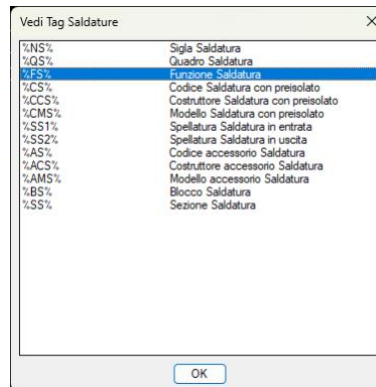 Vedi Tag Saldature
%NS% Sigla Saldatura
%QS% Quadro Saldatura
%FS% Funzione Saldatura
%CS% Codice Saldatura con preisolato
%CCS% Costruttore Saldatura con preisolato
%CMS% Modello Saldatura con preisolato
%SS1% Spellatura Saldatura in entrata
%SS2% Spellatura Saldatura in uscita
%AS% Codice accessorio Saldatura
%ACS% Costruttore accessorio Saldatura
%AMS% Modello accessorio Saldatura
%BS% Blocco Saldatura
%SS% Sezione Saldatura
OK